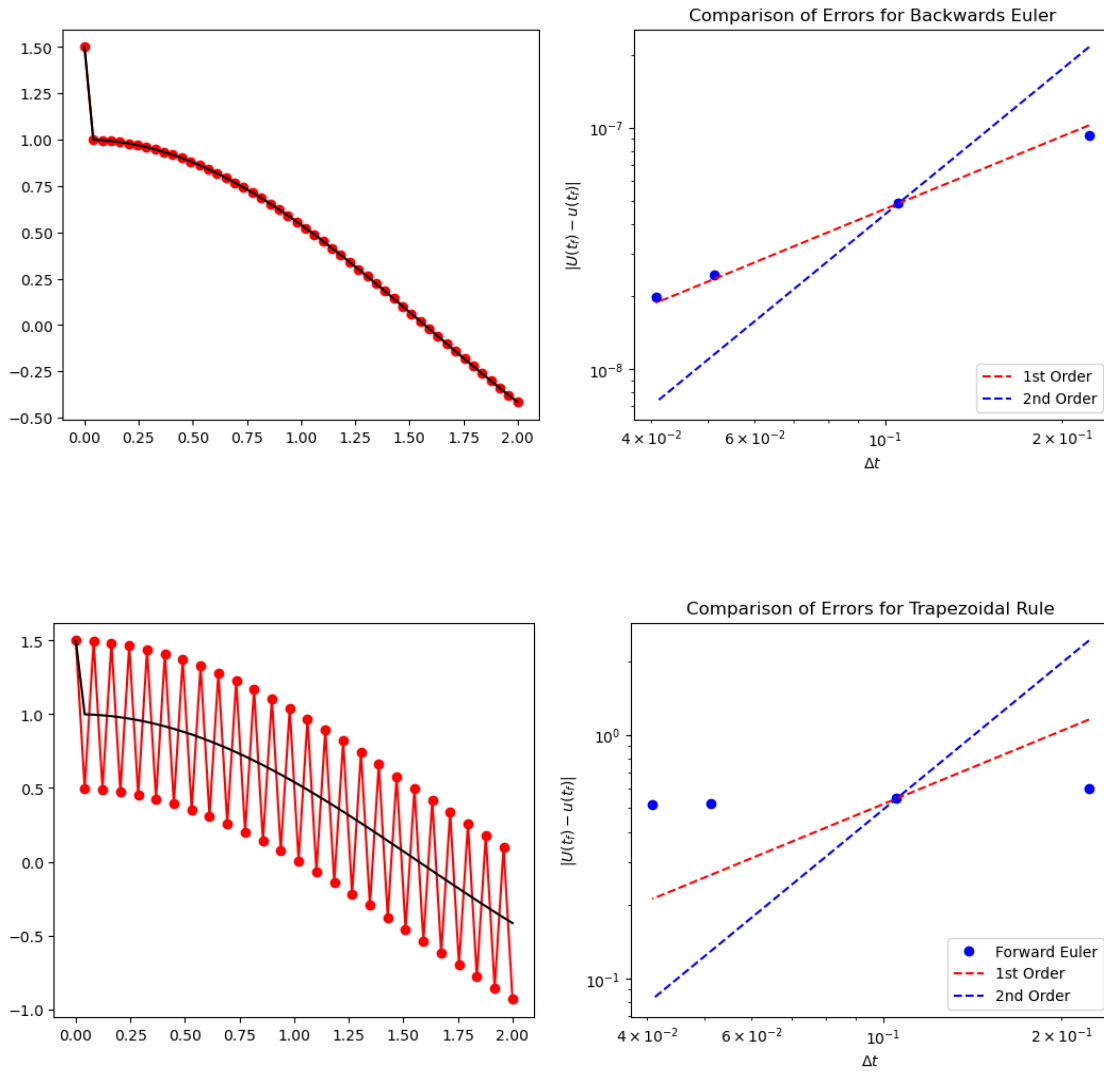 Comparison of Errors for Backwards Euler
1.50
1.25
1.00
0.75
0.50
0.25
0.00
−0.25
−0.50
0.00 0.25 0.50 0.75 1.00 1.25 1.50 1.75 2.00
|U(t_f) − u(t_f)|
10^{−7}
10^{−8}
1st Order
2nd Order
4 × 10^{−2} 6 × 10^{−2} 10^{−1} 2 × 10^{−1}
Δt
Comparison of Errors for Trapezoidal Rule
1.5
1.0
0.5
0.0
−0.5
−1.0
0.00 0.25 0.50 0.75 1.00 1.25 1.50 1.75 2.00
|U(t_f) − u(t_f)|
10^{0}
10^{−1}
Forward Euler
1st Order
2nd Order
4 × 10^{−2} 6 × 10^{−2} 10^{−1} 2 × 10^{−1}
Δt